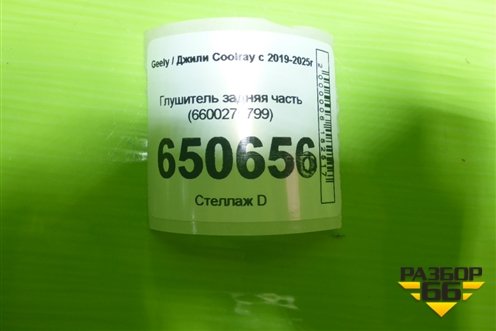 Geely / Джили Coolray с 2019-2025г
Глушитель задняя часть
650656
Стеллаж D
РАЗБОР
66